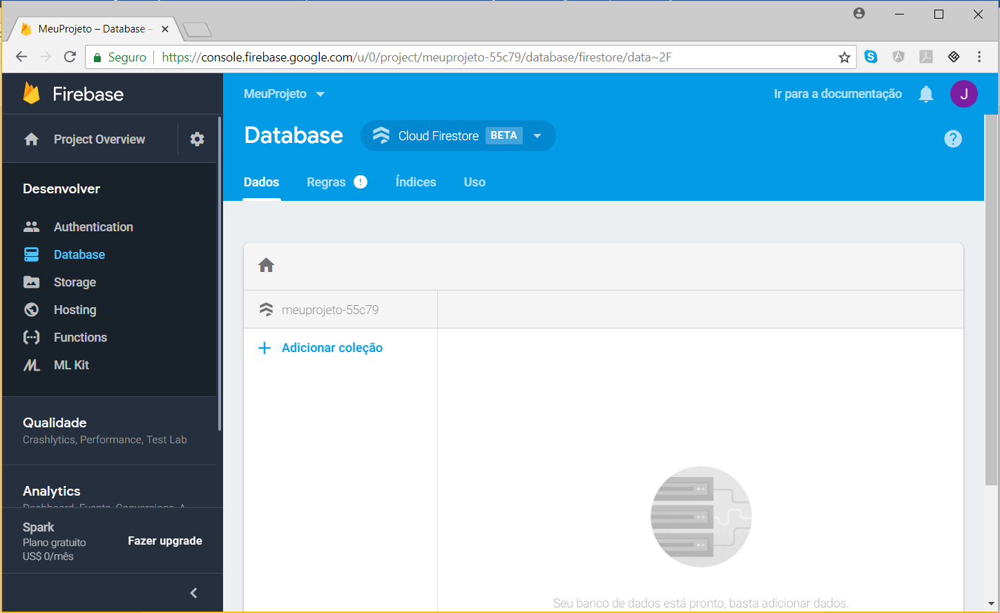 MeuProjeto – Database –
Seguro https://console.firebase.google.com/u/0/project/meuprojeto-55c79/database/firestore/data~2F
Firebase
MeuProjeto
Ir para a documentação
J
Project Overview
Database
Cloud Firestore BETA
?
Dados
Regras !
Índices
Uso
Desenvolver
Authentication
Database
Storage
Hosting
Functions
ML Kit
meuprojeto-55c79
+ Adicionar coleção
Qualidade
Crashlytics, Performance, Test Lab
Analytics
Dashboard, Events, Conversions, A
Spark
Plano gratuito
US$ 0/mês
Fazer upgrade
Seu banco de dados está pronto, basta adicionar dados.